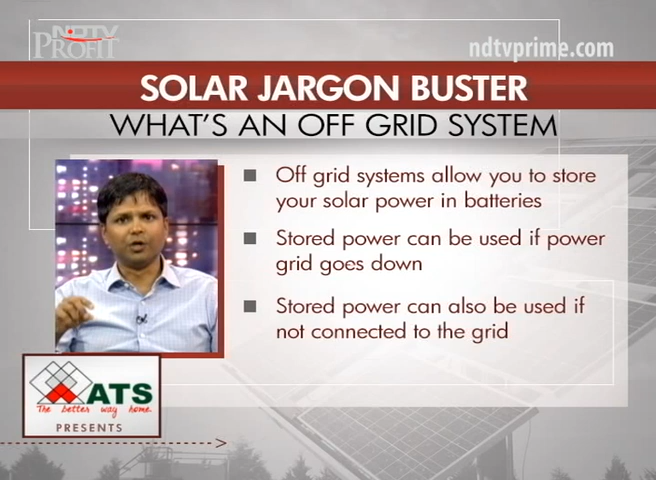 NDTV
PROFIT
ndtvprime.com
SOLAR JARGON BUSTER
WHAT'S AN OFF GRID SYSTEM
Off grid systems allow you to store
your solar power in batteries
Stored power can be used if power
grid goes down
Stored power can also be used if
not connected to the grid
ATS
The better way home.
PRESENTS